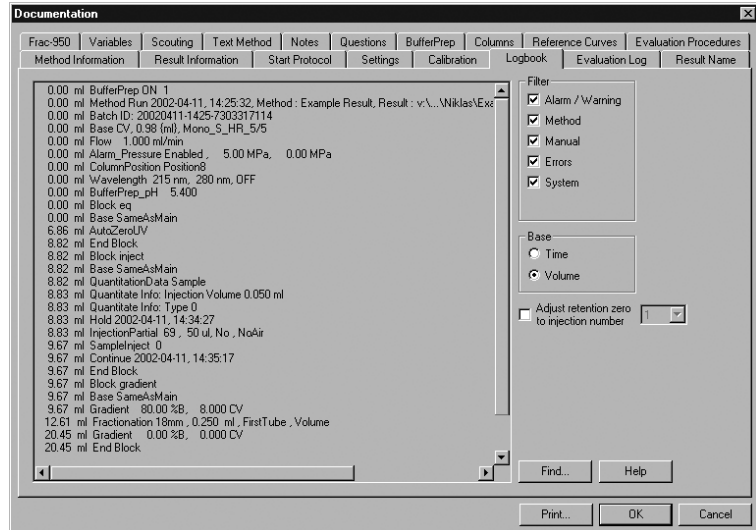 Documentation
Frac-950 Variables Scouting Text Method Notes Questions BufferPrep Columns Reference Curves Evaluation Procedures
Method Information Result Information Start Protocol Settings Calibration Logbook Evaluation Log Result Name
0.00 ml BufferPrep ON 1
0.00 ml Method Run 2002-04-11, 14:25:32, Method : Example Result, Result : v:\...\Niklas\Exa
0.00 ml Batch ID: 20020411-1425-7303317114
0.00 ml Base CV, 0.98 {ml}, Mono_S_HR_5/5
0.00 ml Flow 1.000 ml/min
0.00 ml Alarm_Pressure Enabled , 5.00 MPa, 0.00 MPa
0.00 ml ColumnPosition Position8
0.00 ml Wavelength 215 nm, 280 nm, OFF
0.00 ml BufferPrep_pH 5.400
0.00 ml Block eq
0.00 ml Base SameAsMain
6.86 ml AutoZeroUV
8.82 ml End Block
8.82 ml Block inject
8.82 ml Base SameAsMain
8.82 ml QuantitationData Sample
8.83 ml Quantitate Info: Injection Volume 0.050 ml
8.83 ml Quantitate Info: Type 0
8.83 ml Hold 2002-04-11, 14:34:27
8.83 ml InjectionPartial 69 , 50 ul, No , NoAir
9.67 ml SampleInject 0
9.67 ml Continue 2002-04-11, 14:35:17
9.67 ml End Block
9.67 ml Block gradient
9.67 ml Base SameAsMain
9.67 ml Gradient 80.00 %B, 8.000 CV
12.61 ml Fractionation 18mm , 0.250 ml , FirstTube , Volume
20.45 ml Gradient 0.00 %B, 0.000 CV
20.45 ml End Block
Filter
Alarm / Warning
Method
Manual
Errors
System
Base
Time
Volume
Adjust retention zero
to injection number 1
Find... Help
Print... OK Cancel